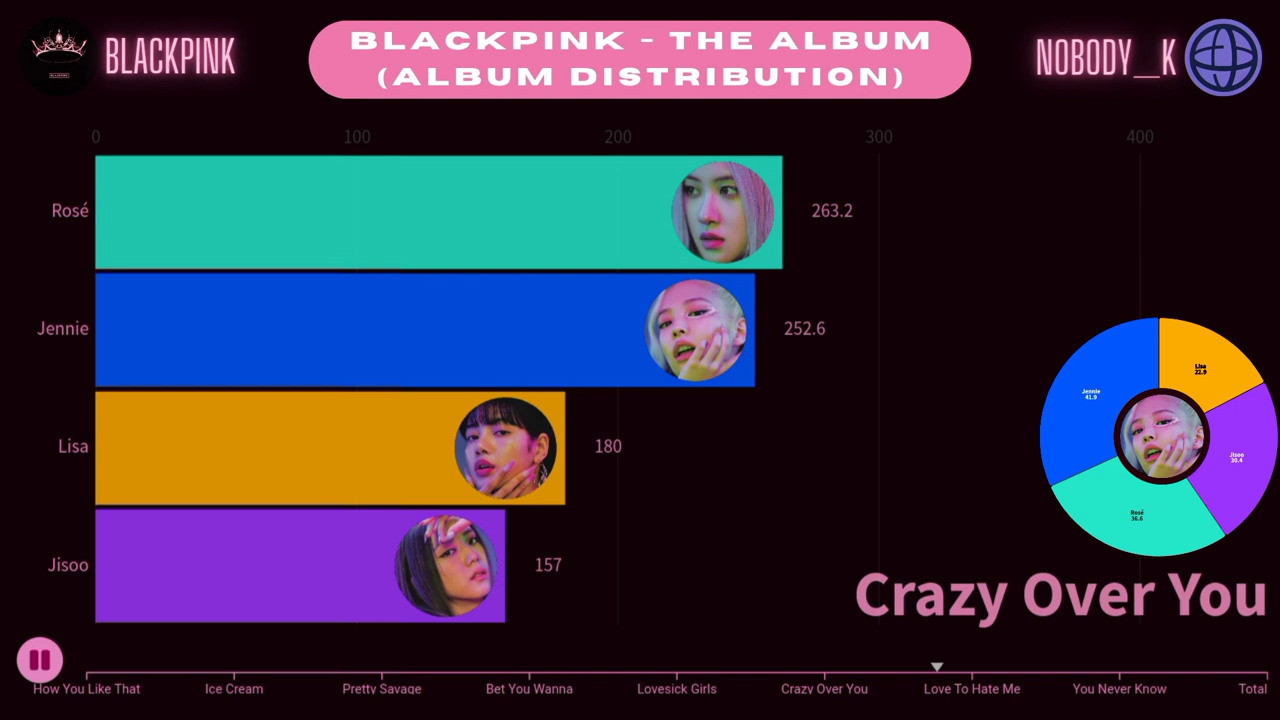 BLACKPINK
BLACKPINK - THE ALBUM
(ALBUM DISTRIBUTION)
NOBODY__K
0 100 200 300 400
Rosé 263.2
Jennie 252.6
Lisa 180
Jisoo 157
Lisa
22.9
Jennie
41.9
Jisoo
30.4
Rosé
36.6
Crazy Over You
How You Like That Ice Cream Pretty Savage Bet You Wanna Lovesick Girls Crazy Over You Love To Hate Me You Never Know Total